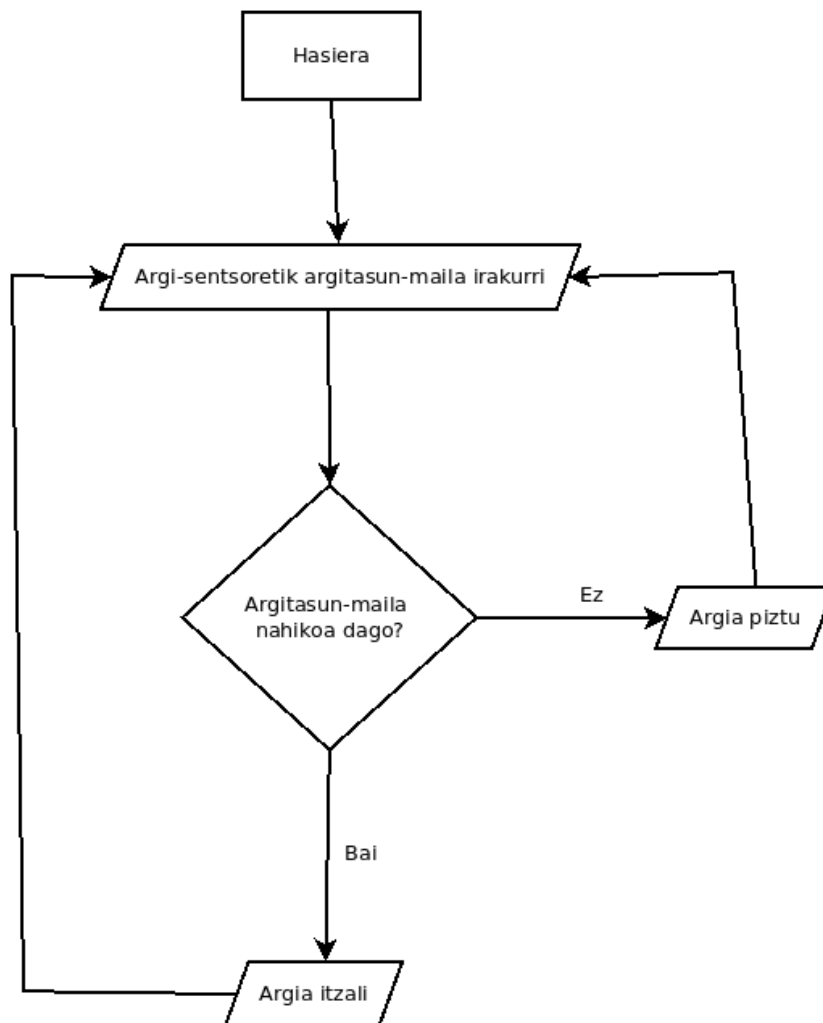 Hasiera
Argi-sentsoretik argitasun-maila irakurri
Argitasun-maila
nahikoa dago?
Ez
Argia piztu
Bai
Argia itzali